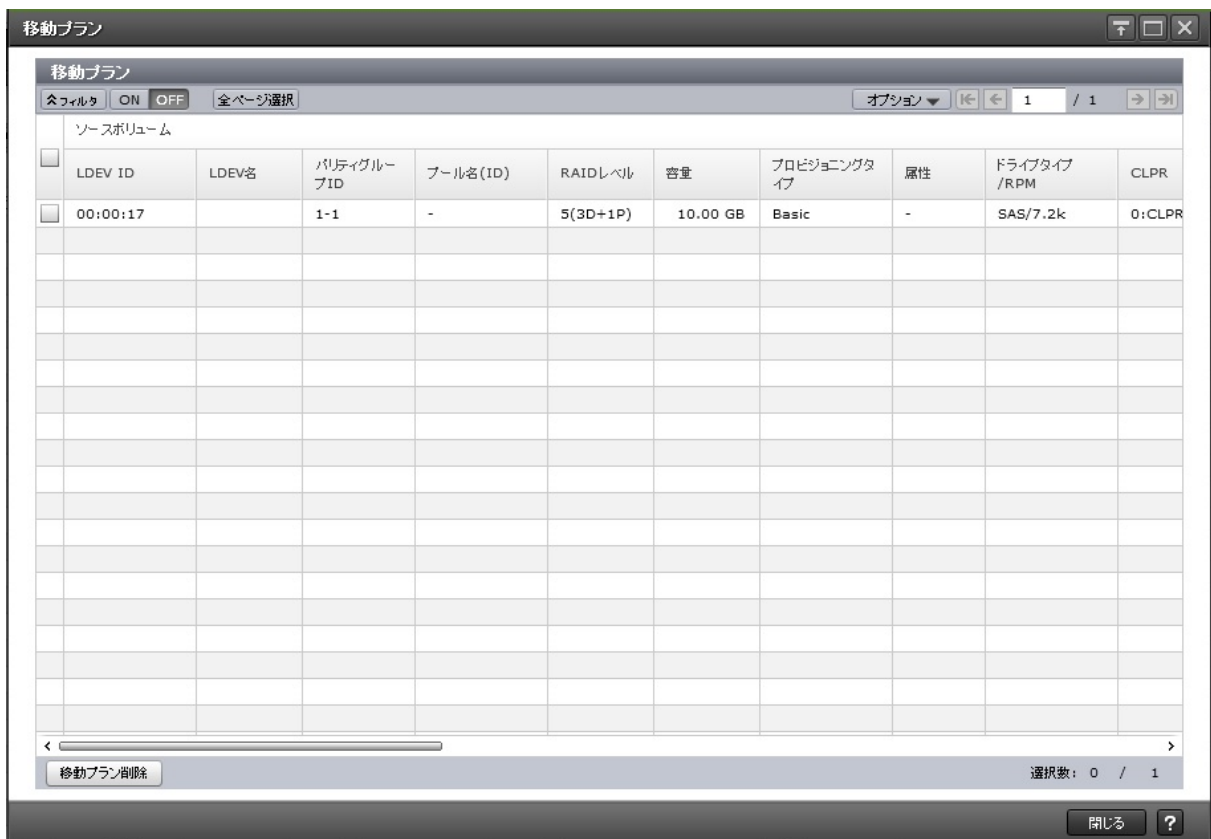 移動プラン
移動プラン
フィルタ ON OFF 全ページ選択 オプション 1 / 1
ソースボリューム
LDEV ID LDEV名 パリティグループID プール名(ID) RAIDレベル 容量 プロビジョニングタイプ 属性 ドライブタイプ/RPM CLPR
00:00:17 1-1 - 5(3D+1P) 10.00 GB Basic - SAS/7.2k 0:CLPR
移動プラン削除 選択数: 0 / 1
閉じる ?